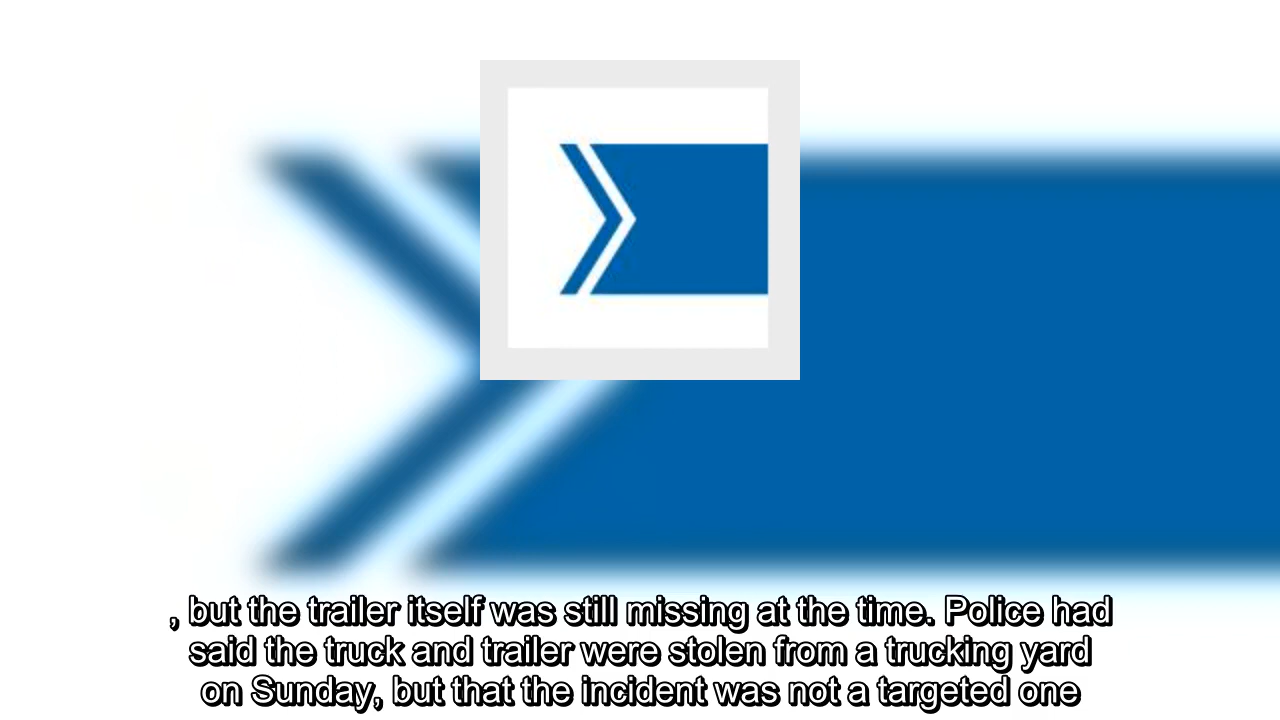 , but the trailer itself was still missing at the time. Police had
said the truck and trailer were stolen from a trucking yard
on Sunday, but that the incident was not a targeted one